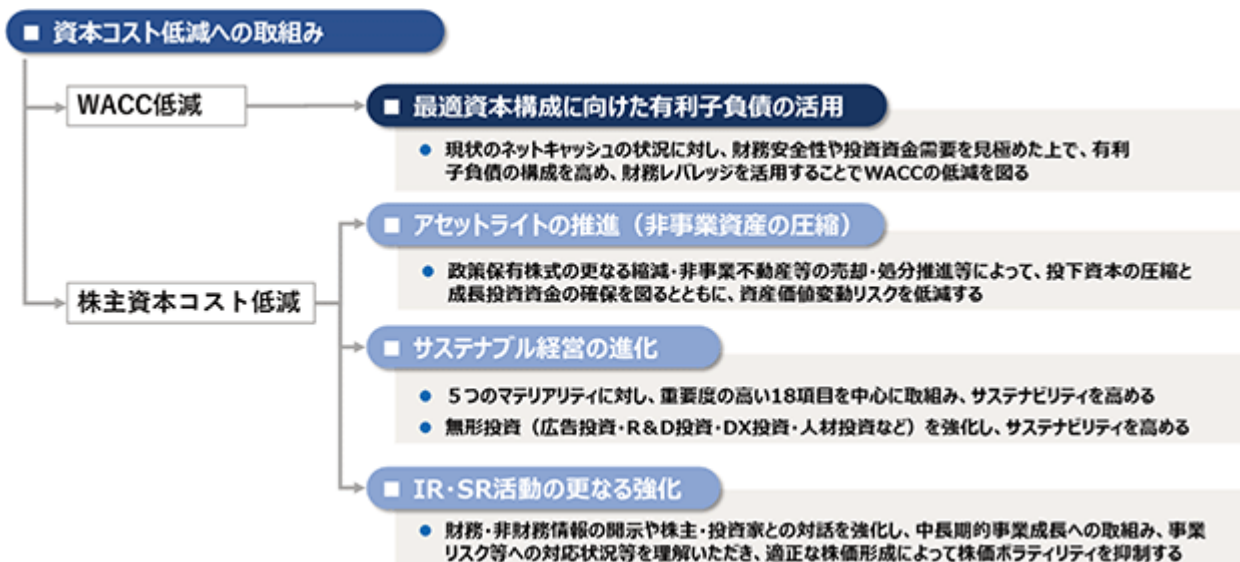 ■ 資本コスト低減への取組み
WACC低減
■ 最適資本構成に向けた有利子負債の活用
● 現状のネットキャッシュの状況に対し、財務安全性や投資資金需要を見極めた上で、有利
子負債の構成を高め、財務レバレッジを活用することでWACCの低減を図る
■ アセットライトの推進（非事業資産の圧縮）
● 政策保有株式の更なる縮減・非事業不動産等の売却・処分推進等によって、投下資本の圧縮と
成長投資資金の確保を図るとともに、資産価値変動リスクを低減する
株主資本コスト低減
■ サステナブル経営の進化
● ５つのマテリアリティに対し、重要度の高い18項目を中心に取組み、サステナビリティを高める
● 無形投資（広告投資・R＆D投資・DX投資・人材投資など）を強化し、サステナビリティを高める
■ IR・SR活動の更なる強化
● 財務・非財務情報の開示や株主・投資家との対話を強化し、中長期的事業成長への取組み、事業
リスク等への対応状況等を理解いただき、適正な株価形成によって株価ボラティリティを抑制する